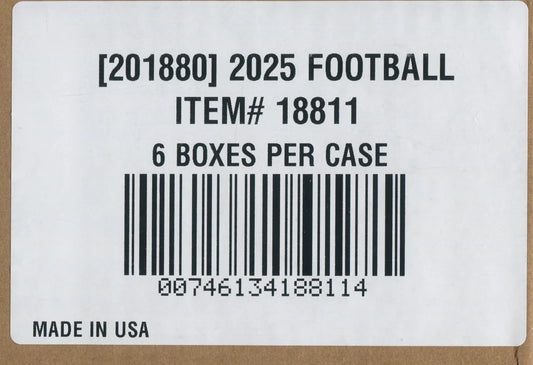 [201880] 2025 FOOTBALL
ITEM# 18811
6 BOXES PER CASE
00746134188114
MADE IN USA